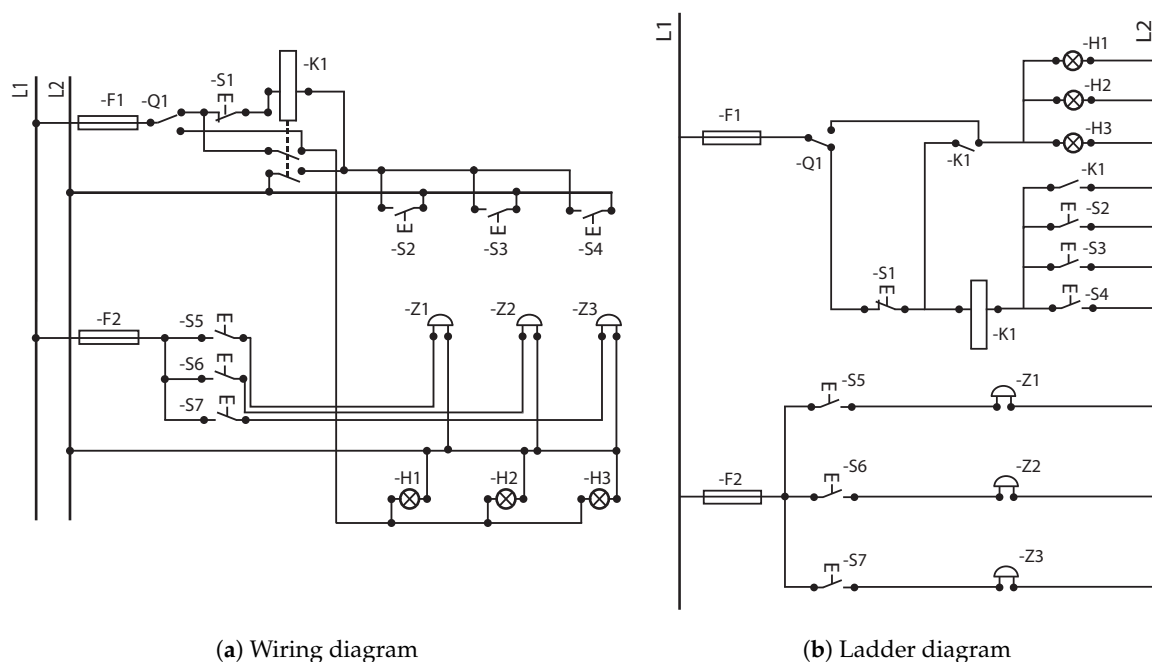 L1
L2
-F1
-Q1
-S1
-K1
-S2
-S3
-S4
-F2
-S5
-S6
-S7
-Z1
-Z2
-Z3
-H1
-H2
-H3
(a) Wiring diagram
L1
L2
-F1
-Q1
-K1
-H1
-H2
-H3
-K1
-S2
-S3
-S4
-S1
-K1
-F2
-S5
-Z1
-S6
-Z2
-S7
-Z3
(b) Ladder diagram